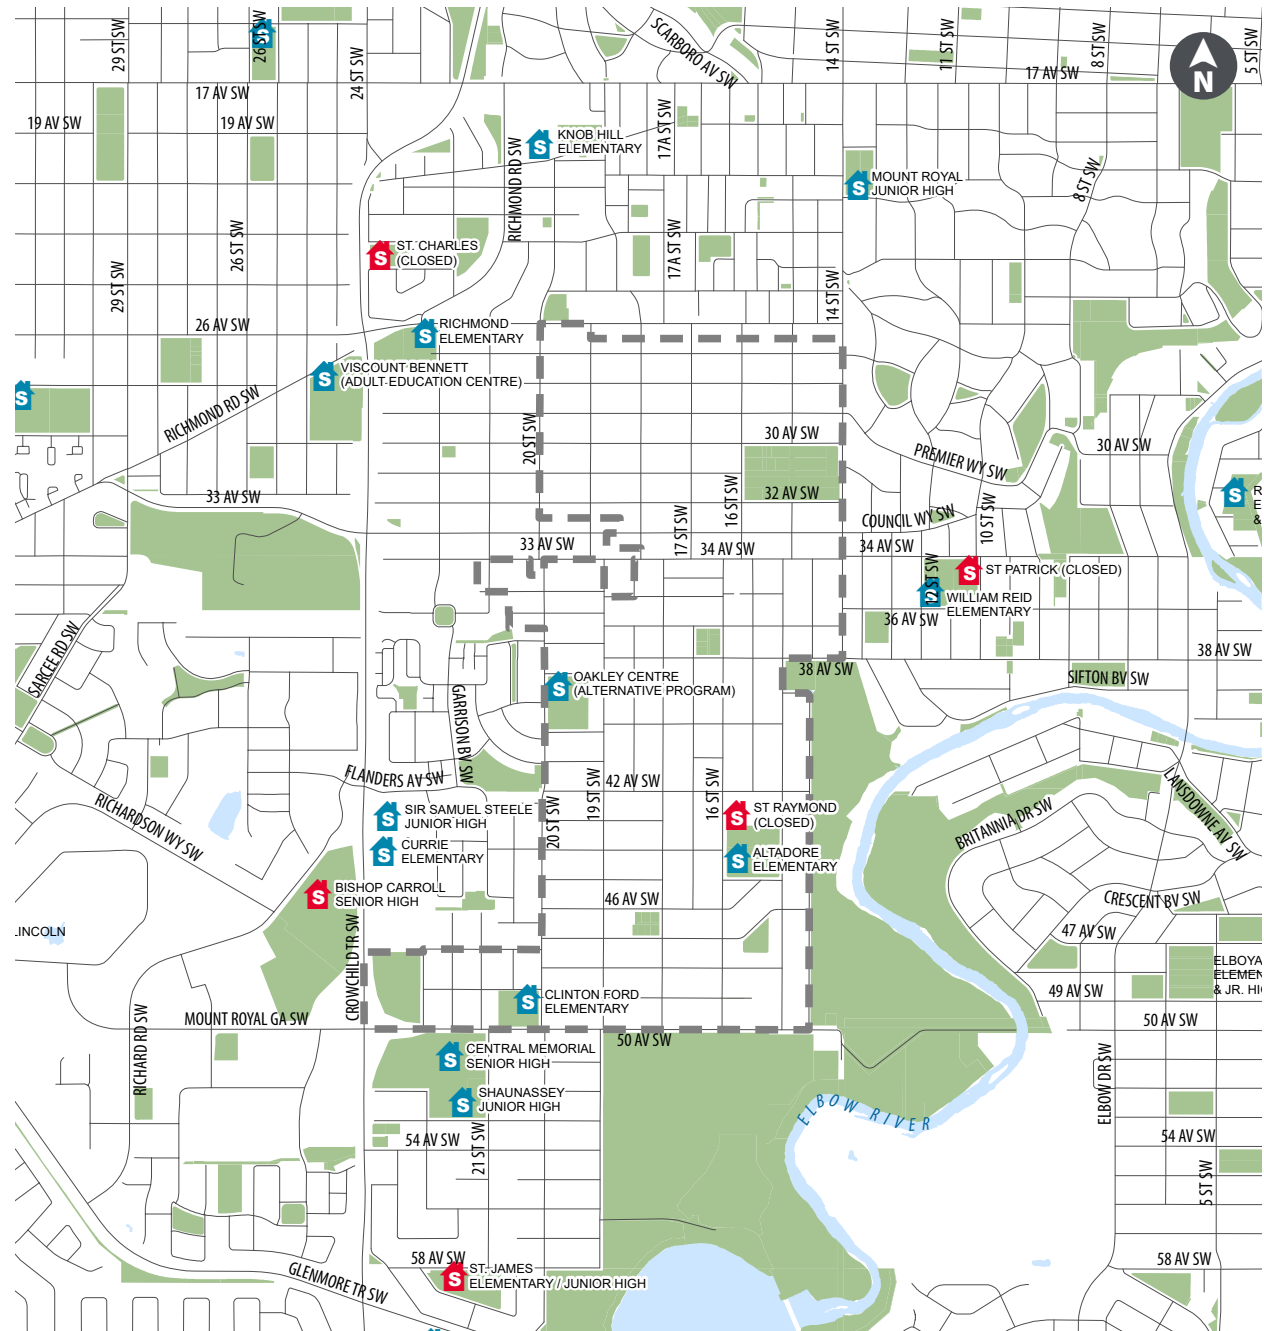 29 ST SW
26 ST SW
S
24 ST SW
SCARBORO AV SW
14 ST SW
11 ST SW
8 ST SW
5 ST SW
N
17 AV SW
17 AV SW
19 AV SW
19 AV SW
RICHMOND RD SW
S
KNOB HILL
ELEMENTARY
17A ST SW
S
MOUNT ROYAL
JUNIOR HIGH
8 ST SW
26 ST SW
29 ST SW
S
ST. CHARLES
(CLOSED)
17A ST SW
14 ST SW
26 AV SW
S
RICHMOND
ELEMENTARY
S
VISCOUNT BENNETT
(ADULT EDUCATION CENTRE)
S
RICHMOND RD SW
20 ST SW
30 AV SW
PREMIER WY SW
30 AV SW
33 AV SW
16 ST SW
32 AV SW
17 ST SW
COUNCIL WY SW
10 ST SW
S
R
E
&
33 AV SW
34 AV SW
34 AV SW
S
ST PATRICK (CLOSED)
12 ST SW
S
WILLIAM REID
ELEMENTARY
36 AV SW
SARCEE RD SW
38 AV SW
38 AV SW
S
OAKLEY CENTRE
(ALTERNATIVE PROGRAM)
SIFTON BV SW
GARRISON BV SW
FLANDERS AV SW
42 AV SW
19 ST SW
16 ST SW
20 ST SW
LANSDOWNE AV SW
RICHARDSON WY SW
S
SIR SAMUEL STEELE
JUNIOR HIGH
S
ST RAYMOND
(CLOSED)
BRITANNIA DR SW
S
CURRIE
ELEMENTARY
S
ALTADORE
ELEMENTARY
S
BISHOP CARROLL
SENIOR HIGH
46 AV SW
CRESCENT BV SW
LINCOLN
CROWCHILD TR SW
47 AV SW
ELBOYA
ELEMEN
& JR. HI
S
CLINTON FORD
ELEMENTARY
49 AV SW
RICHARD RD SW
MOUNT ROYAL GA SW
50 AV SW
50 AV SW
S
CENTRAL MEMORIAL
SENIOR HIGH
ELBOW DR SW
S
SHAUNASSEY
JUNIOR HIGH
ELBOW RIVER
54 AV SW
21 ST SW
54 AV SW
5 ST SW
58 AV SW
58 AV SW
S
ST. JAMES
ELEMENTARY / JUNIOR HIGH
GLENMORE TR SW